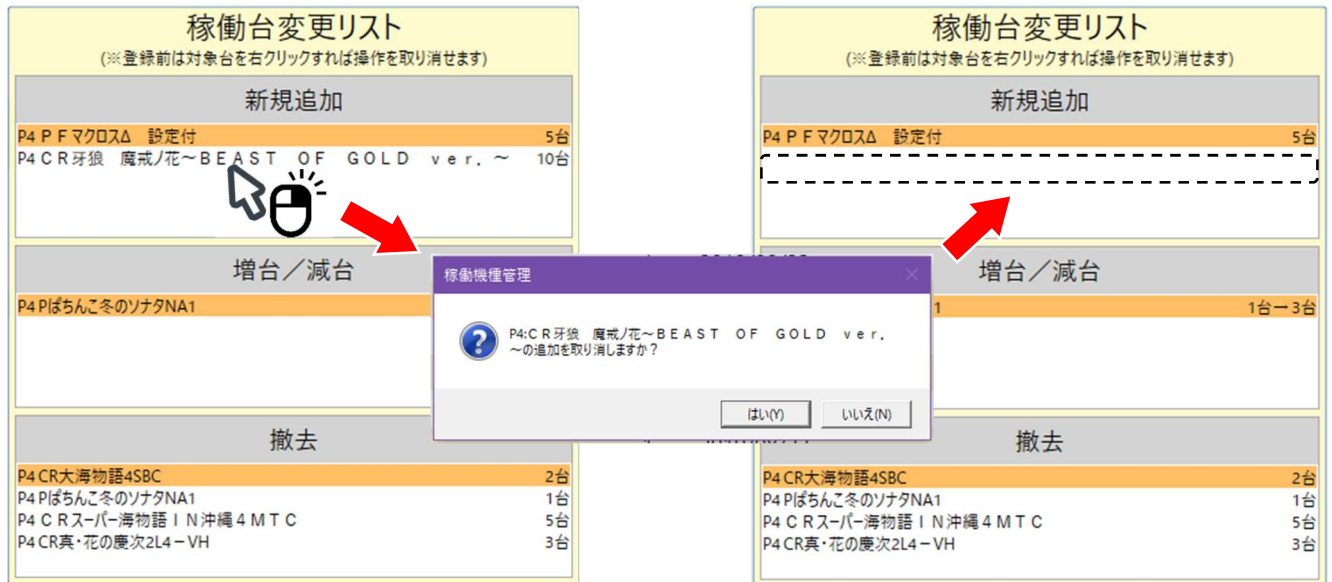 稼働台変更リスト
(※登録前は対象台を右クリックすれば操作を取り消せます)
新規追加
P4 ＰＦマクロスΔ　設定付 5台
P4 ＣＲ牙狼　魔戒ノ花～ＢＥＡＳＴ　ＯＦ　ＧＯＬＤ　ｖｅｒ．～ 10台
増台／減台
P4 Pぱちんこ冬のソナタNA1
撤去
P4 CR大海物語4SBC 2台
P4 Pぱちんこ冬のソナタNA1 1台
P4 ＣＲスーパー海物語ＩＮ沖縄４ＭＴＣ 5台
P4 CR真・花の慶次2L4－VH 3台
稼働機種管理
P4:ＣＲ牙狼　魔戒ノ花～ＢＥＡＳＴ　ＯＦ　ＧＯＬＤ　ｖｅｒ．
～の追加を取り消しますか？
はい(Y) いいえ(N)
稼働台変更リスト
(※登録前は対象台を右クリックすれば操作を取り消せます)
新規追加
P4 ＰＦマクロスΔ　設定付 5台
増台／減台
1 1台→3台
撤去
P4 CR大海物語4SBC 2台
P4 Pぱちんこ冬のソナタNA1 1台
P4 ＣＲスーパー海物語ＩＮ沖縄４ＭＴＣ 5台
P4 CR真・花の慶次2L4－VH 3台